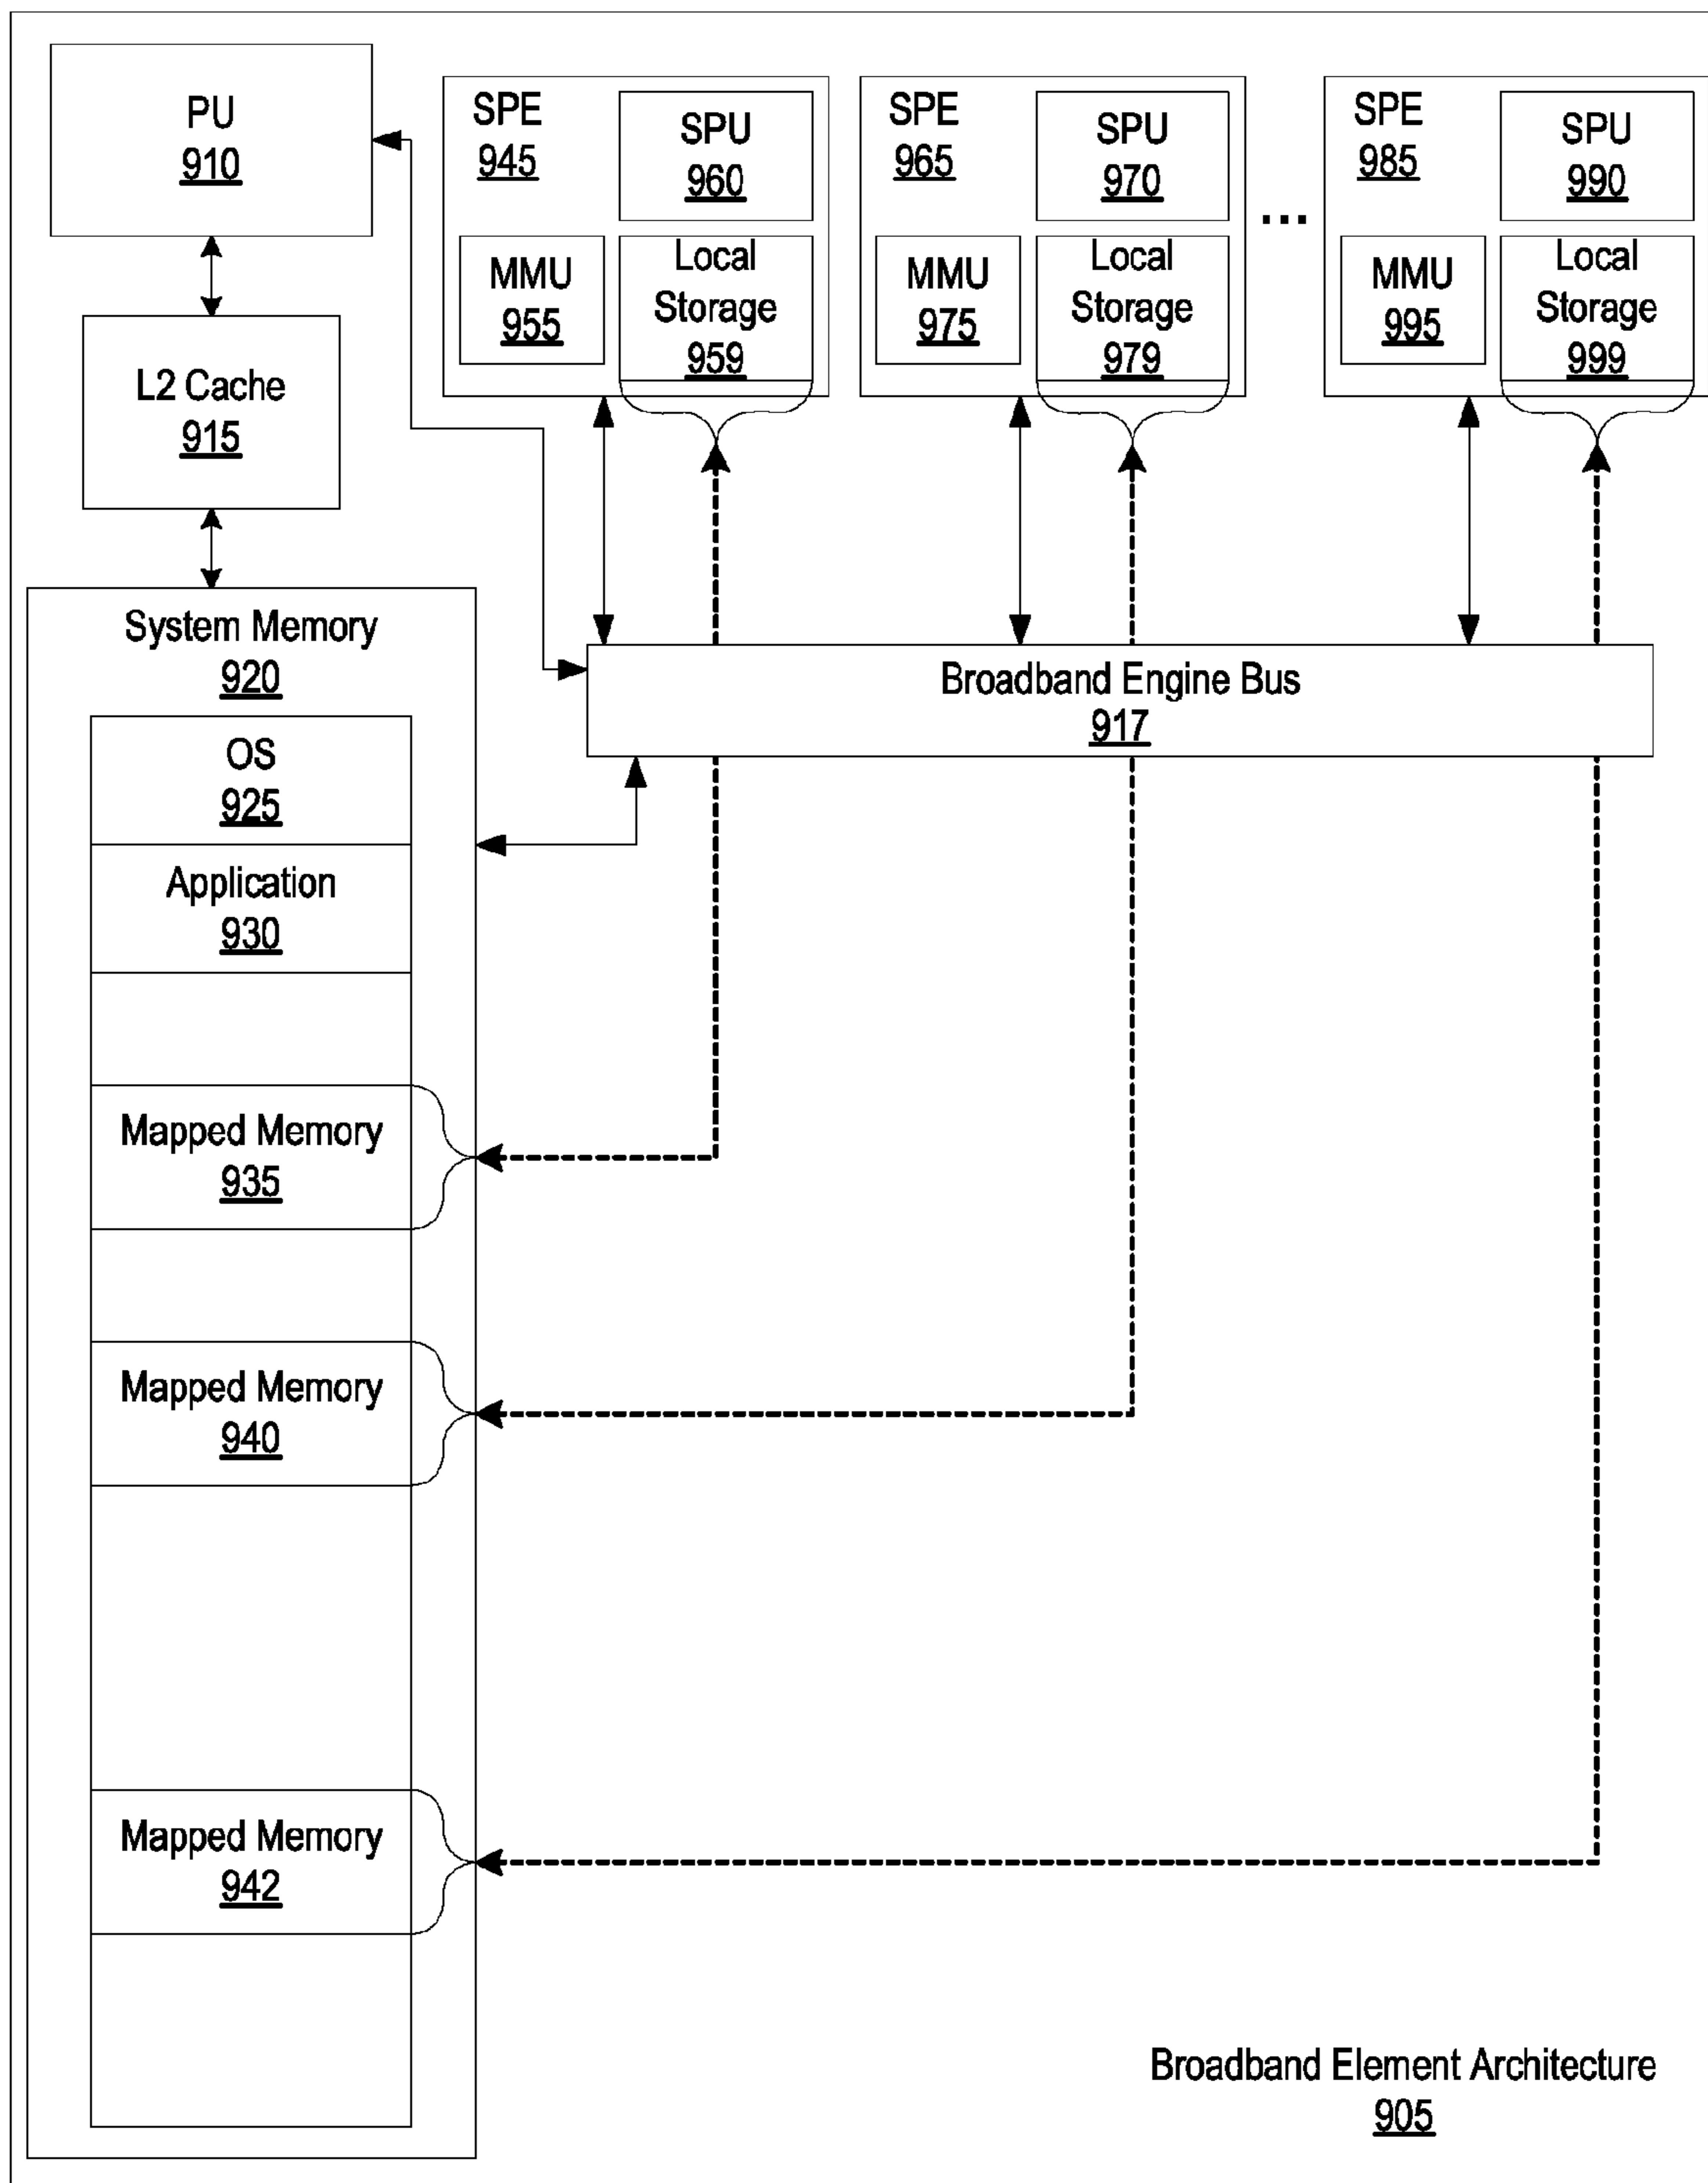 PU
910
SPE
945
SPU
960
MMU
955
Local
Storage
959
SPE
965
SPU
970
MMU
975
Local
Storage
979
...
SPE
985
SPU
990
MMU
995
Local
Storage
999
L2 Cache
915
System Memory
920
Broadband Engine Bus
917
OS
925
Application
930
Mapped Memory
935
Mapped Memory
940
Mapped Memory
942
Broadband Element Architecture
905